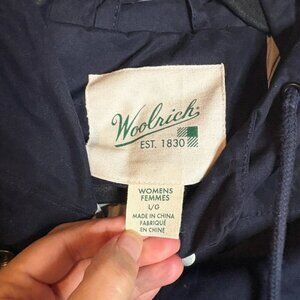 Woolrich
EST. 1830
WOMENS
FEMMES
L/G
MADE IN CHINA
FABRIQUÉ
EN CHINE